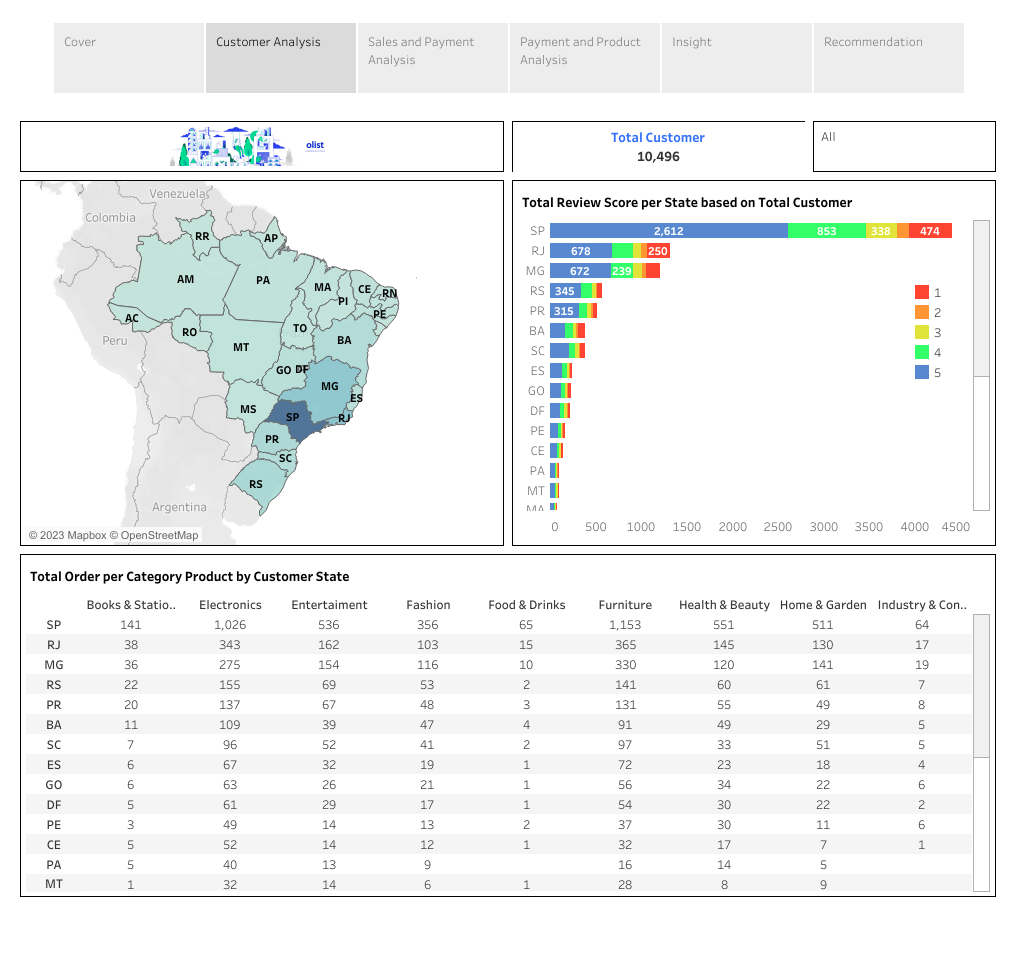 Cover
Customer Analysis
Sales and Payment
Analysis
Payment and Product
Analysis
Insight
Recommendation
olist
Total Customer
10,496
All
Venezuela
Colombia
RR
AP
AM
PA
MA
CE
RN
PI
PE
AC
RO
TO
Peru
MT
BA
GO
DF
MG
ES
MS
SP
RJ
PR
SC
RS
Argentina
© 2023 Mapbox © OpenStreetMap
Total Review Score per State based on Total Customer
SP 2,612 853 338 474
RJ 678 250
MG 672 239
RS 345
PR 315
BA
SC
ES
GO
DF
PE
CE
PA
MT
MA
1
2
3
4
5
0 500 1000 1500 2000 2500 3000 3500 4000 4500
Total Order per Category Product by Customer State
Books & Statio.. Electronics Entertaiment Fashion Food & Drinks Furniture Health & Beauty Home & Garden Industry & Con..
SP 141 1,026 536 356 65 1,153 551 511 64
RJ 38 343 162 103 15 365 145 130 17
MG 36 275 154 116 10 330 120 141 19
RS 22 155 69 53 2 141 60 61 7
PR 20 137 67 48 3 131 55 49 8
BA 11 109 39 47 4 91 49 29 5
SC 7 96 52 41 2 97 33 51 5
ES 6 67 32 19 1 72 23 18 4
GO 6 63 26 21 1 56 34 22 6
DF 5 61 29 17 1 54 30 22 2
PE 3 49 14 13 2 37 30 11 6
CE 5 52 14 12 1 32 17 7 1
PA 5 40 13 9 16 14 5
MT 1 32 14 6 1 28 8 9